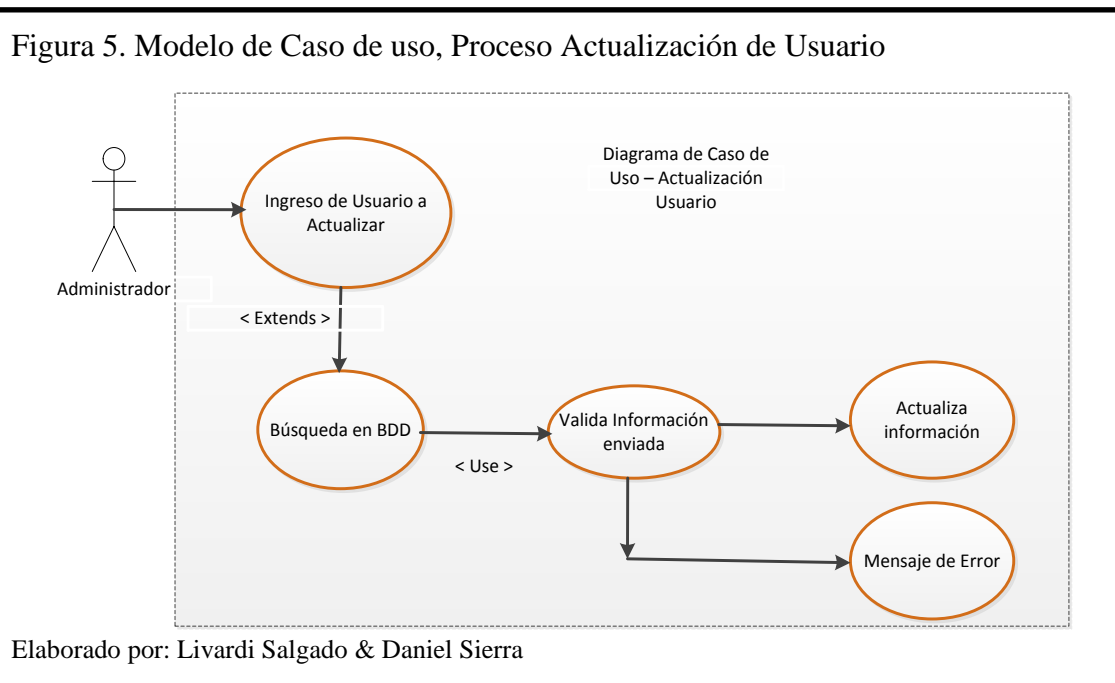 Figura 5. Modelo de Caso de uso, Proceso Actualización de Usuario
Diagrama de Caso de
Uso – Actualización
Usuario
Ingreso de Usuario a
Actualizar
Administrador
< Extends >
Búsqueda en BDD
< Use >
Valida Información
enviada
Actualiza
información
Mensaje de Error
Elaborado por: Livardi Salgado & Daniel Sierra